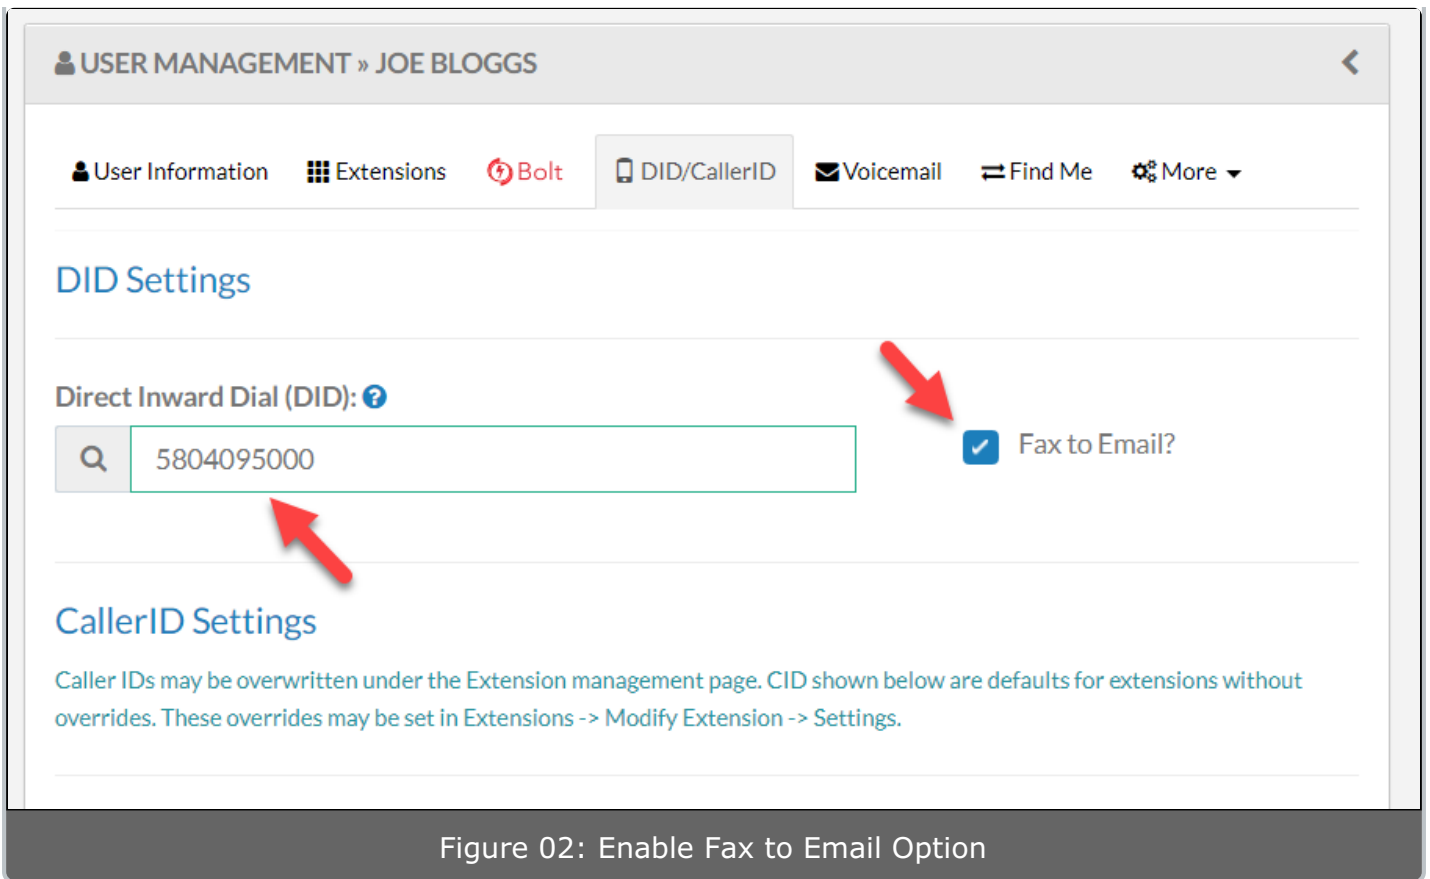 USER MANAGEMENT » JOE BLOGGS
User Information Extensions Bolt DID/CallerID Voicemail Find Me More
DID Settings
Direct Inward Dial (DID):
5804095000
Fax to Email?
CallerID Settings
Caller IDs may be overwritten under the Extension management page. CID shown below are defaults for extensions without
overrides. These overrides may be set in Extensions -> Modify Extension -> Settings.
Figure 02: Enable Fax to Email Option